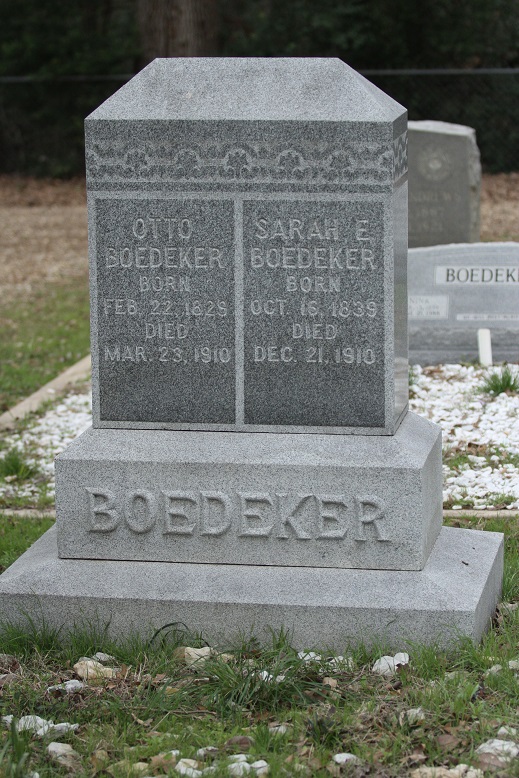 OTTO
BOEDEKER
BORN
FEB. 22, 1829
DIED
MAR. 23, 1910
SARAH E
BOEDEKER
BORN
OCT. 16, 1839
DIED
DEC. 21, 1910
BOEDEKER
BOEDEK